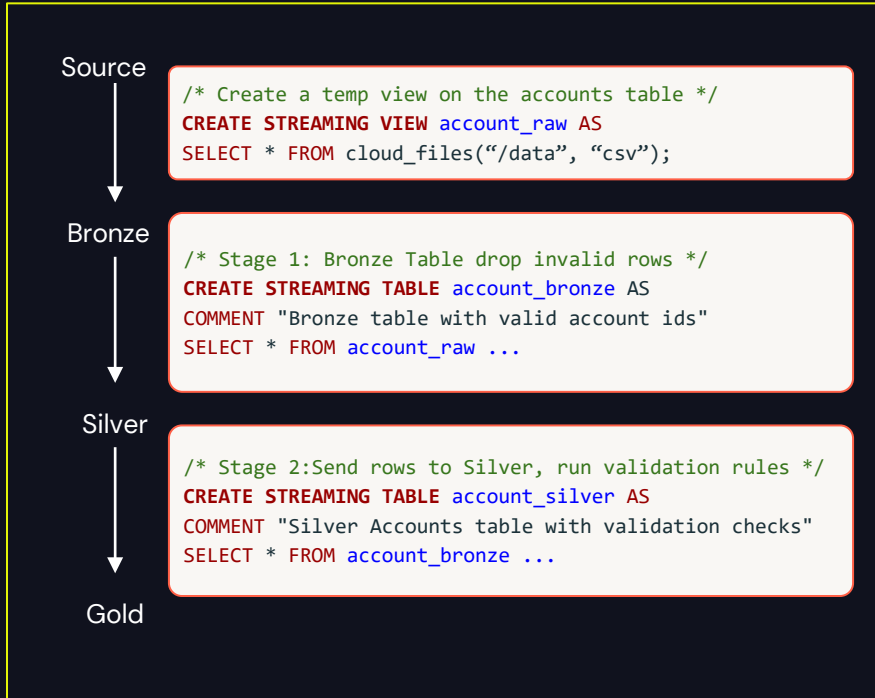 Source
/* Create a temp view on the accounts table */
CREATE STREAMING VIEW account_raw AS
SELECT * FROM cloud_files(“/data”, “csv”);
Bronze
/* Stage 1: Bronze Table drop invalid rows */
CREATE STREAMING TABLE account_bronze AS
COMMENT "Bronze table with valid account ids"
SELECT * FROM account_raw ...
Silver
/* Stage 2:Send rows to Silver, run validation rules */
CREATE STREAMING TABLE account_silver AS
COMMENT "Silver Accounts table with validation checks"
SELECT * FROM account_bronze ...
Gold